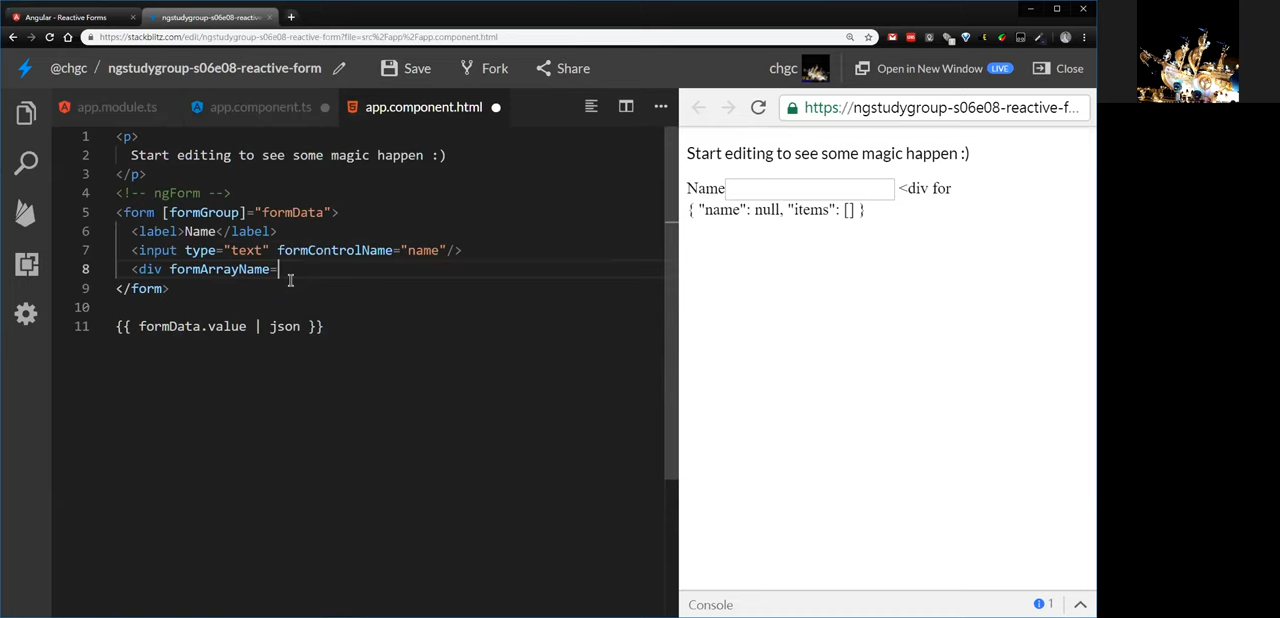 Angular - Reactive Forms
ngstudygroup-s06e08-reactiv
https://stackblitz.com/edit/ngstudygroup-s06e08-reactive-form?file=src%2Fapp%2Fapp.component.html
@chgc / ngstudygroup-s06e08-reactive-form Save Fork Share chgc Open in New Window LIVE Close
app.module.ts app.component.ts app.component.html
https://ngstudygroup-s06e08-reactive-f...
1 <p>
2 Start editing to see some magic happen :)
3 </p>
4 <!-- ngForm -->
5 <form [formGroup]="formData">
6 <label>Name</label>
7 <input type="text" formControlName="name"/>
8 <div formArrayName=
9 </form>
10
11 {{ formData.value | json }}
Start editing to see some magic happen :)
Name <div for
{ "name": null, "items": [] }
Console 1